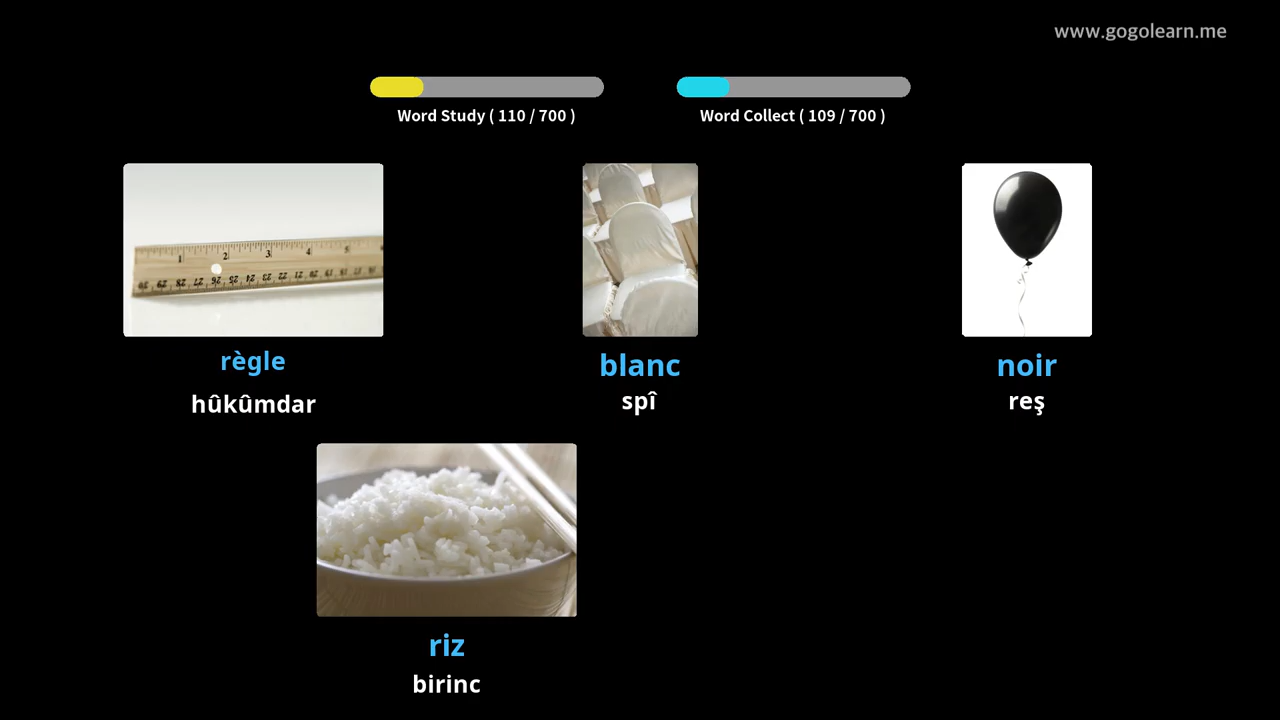 www.gogolearn.me
Word Study ( 110 / 700 )
Word Collect ( 109 / 700 )
règle
blanc
noir
hûkûmdar
spî
reş
riz
birinc